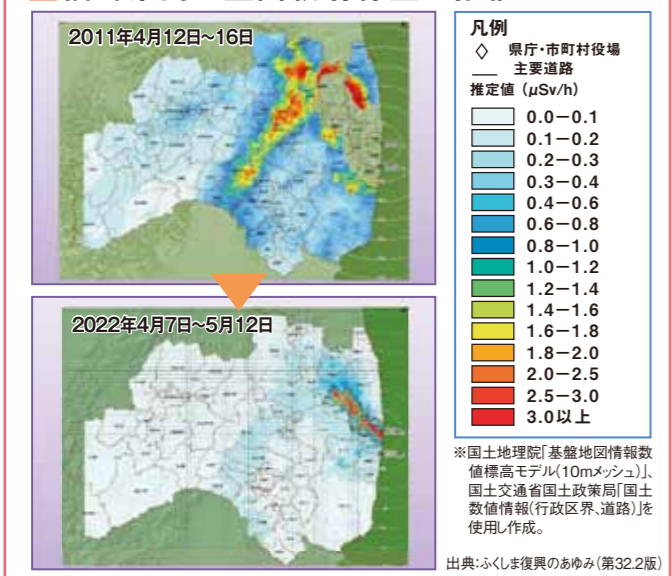 2011年4月12日~16日
2022年4月7日~5月12日
凡例
◇ 県庁・市町村役場
― 主要道路
推定値 (μSv/h)
0.0-0.1
0.1-0.2
0.2-0.3
0.3-0.4
0.4-0.6
0.6-0.8
0.8-1.0
1.0-1.2
1.2-1.4
1.4-1.6
1.6-1.8
1.8-2.0
2.0-2.5
2.5-3.0
3.0以上
※国土地理院「基盤地図情報数
値標高モデル(10mメッシュ)」、
国土交通省国土政策局「国土
数値情報(行政区界、道路)」を
使用し作成。
出典:ふくしま復興のあゆみ(第32.2版)